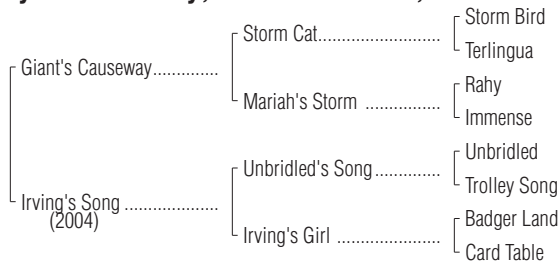 Storm Bird
Storm Cat...........................
Terlingua
Giant's Causeway..............
Rahy
Mariah's Storm ................
Immense
Unbridled
Unbridled's Song...............
Trolley Song
Irving's Song ....................
(2004)
Badger Land
Irving's Girl ......................
Card Table